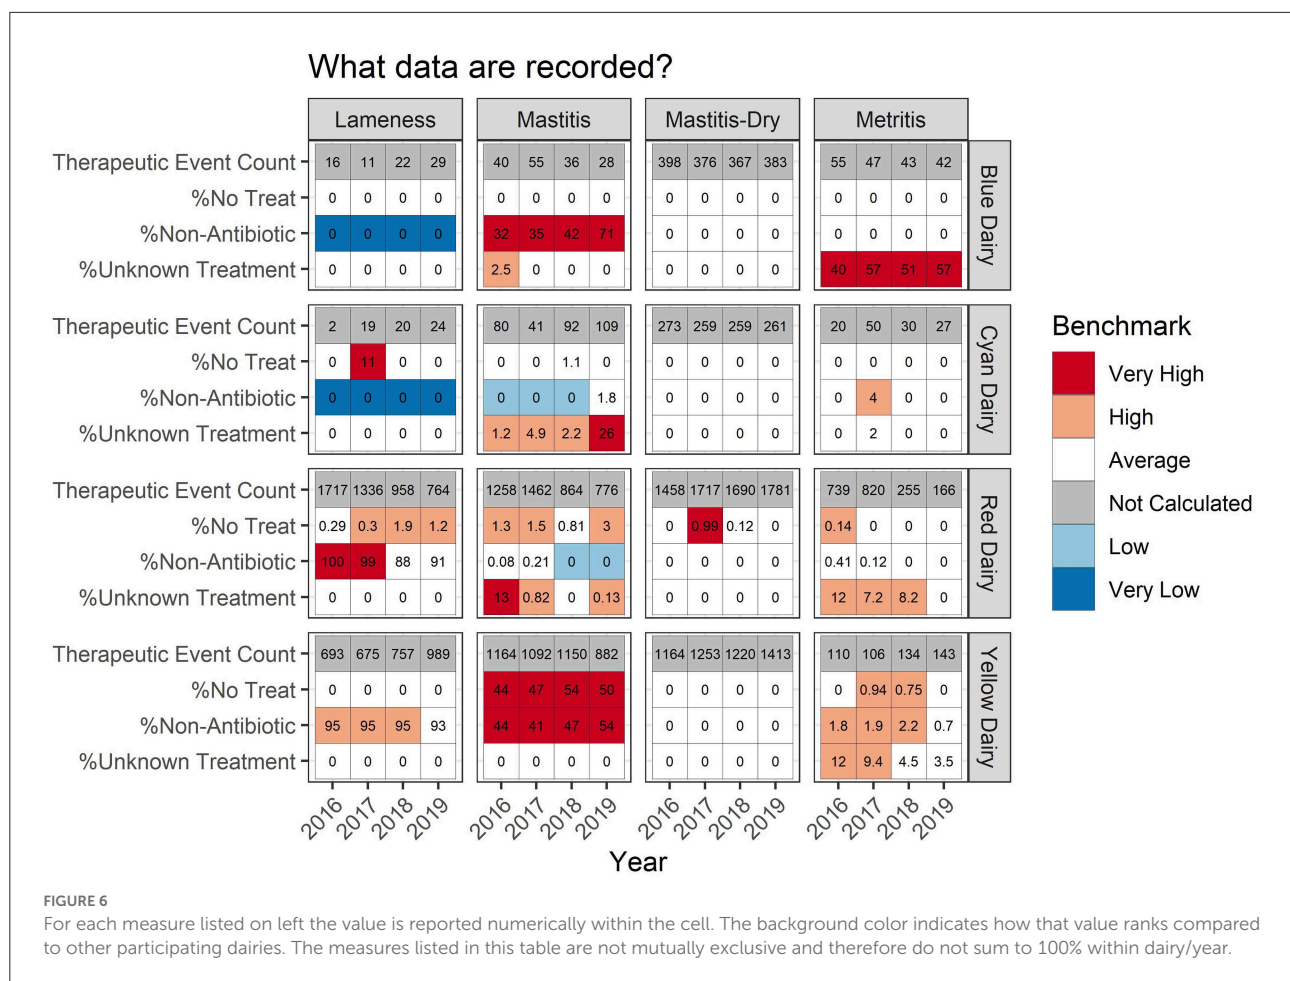 What data are recorded?
Lameness Mastitis Mastitis-Dry Metritis
Therapeutic Event Count 16 11 22 29 40 55 36 28 398 376 367 383 55 47 43 42
%No Treat 0 0 0 0 0 0 0 0 0 0 0 0 0 0 0 0
%Non-Antibiotic 0 0 0 0 32 35 42 71 0 0 0 0 0 0 0 0
%Unknown Treatment 0 0 0 0 2.5 0 0 0 0 0 0 0 40 57 51 57
Blue Dairy
Therapeutic Event Count 2 19 20 24 80 41 92 109 273 259 259 261 20 50 30 27
%No Treat 0 11 0 0 0 0 1.1 0 0 0 0 0 0 0 0 0
%Non-Antibiotic 0 0 0 0 0 0 0 1.8 0 0 0 0 0 4 0 0
%Unknown Treatment 0 0 0 0 1.2 4.9 2.2 26 0 0 0 0 0 2 0 0
Cyan Dairy
Therapeutic Event Count 1717 1336 958 764 1258 1462 864 776 1458 1717 1690 1781 739 820 255 166
%No Treat 0.29 0.3 1.9 1.2 1.3 1.5 0.81 3 0 0.99 0.12 0 0.14 0 0 0
%Non-Antibiotic 100 99 88 91 0.08 0.21 0 0 0 0 0 0 0.41 0.12 0 0
%Unknown Treatment 0 0 0 0 13 0.82 0 0.13 0 0 0 0 12 7.2 8.2 0
Red Dairy
Therapeutic Event Count 693 675 757 989 1164 1092 1150 882 1164 1253 1220 1413 110 106 134 143
%No Treat 0 0 0 0 44 47 54 50 0 0 0 0 0 0.94 0.75 0
%Non-Antibiotic 95 95 95 93 44 41 47 54 0 0 0 0 1.8 1.9 2.2 0.7
%Unknown Treatment 0 0 0 0 0 0 0 0 0 0 0 0 12 9.4 4.5 3.5
Yellow Dairy
2016 2017 2018 2019 2016 2017 2018 2019 2016 2017 2018 2019 2016 2017 2018 2019
Year
Benchmark
Very High
High
Average
Not Calculated
Low
Very Low
FIGURE 6
For each measure listed on left the value is reported numerically within the cell. The background color indicates how that value ranks compared
to other participating dairies. The measures listed in this table are not mutually exclusive and therefore do not sum to 100% within dairy/year.